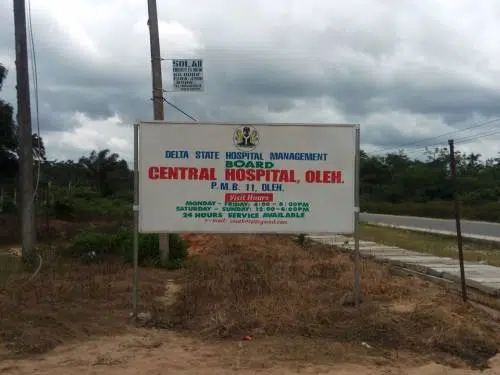 SOLAR
DELTA STATE HOSPITAL MANAGEMENT
BOARD
CENTRAL HOSPITAL, OLEH.
P.M.B. 11, OLEH.
Visit Hours
MONDAY - FRIDAY: 4:00 - 6:00PM
SATURDAY - SUNDAY: 12:00 - 6:00PM
24 HOURS SERVICE AVAILABLE